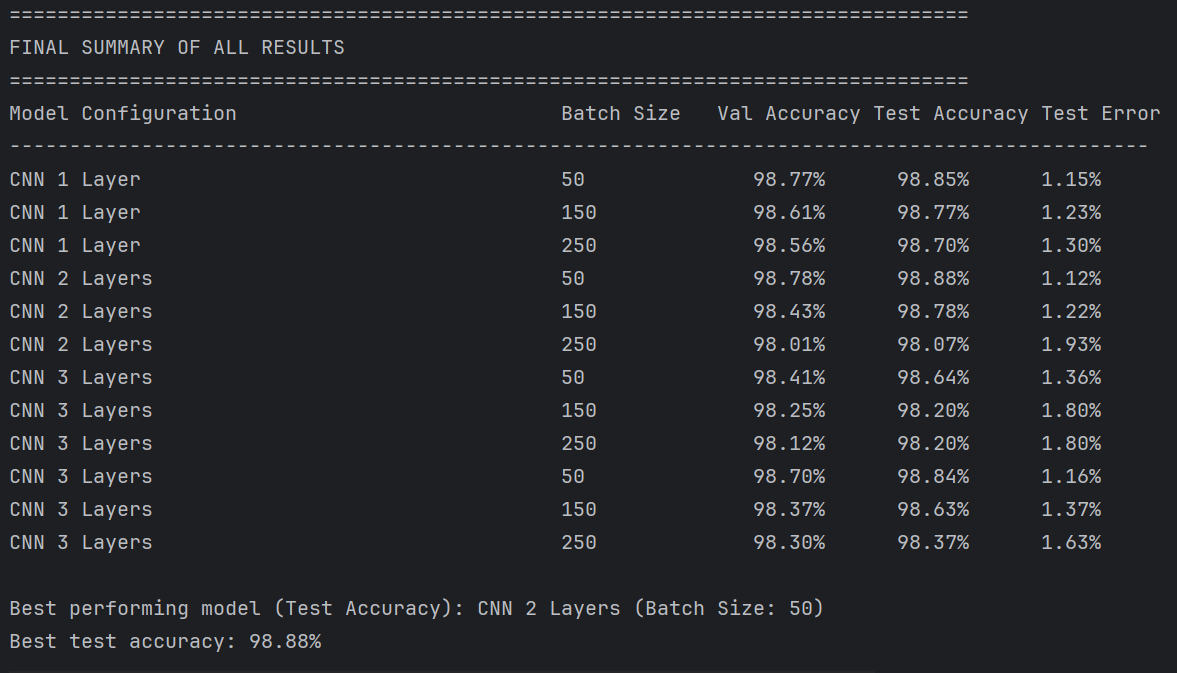 ================================================================================
FINAL SUMMARY OF ALL RESULTS
================================================================================
Model Configuration                           Batch Size   Val Accuracy Test Accuracy Test Error
-----------------------------------------------------------------------------------------------
CNN 1 Layer                                   50              98.77%      98.85%      1.15%
CNN 1 Layer                                   150             98.61%      98.77%      1.23%
CNN 1 Layer                                   250             98.56%      98.70%      1.30%
CNN 2 Layers                                  50              98.78%      98.88%      1.12%
CNN 2 Layers                                  150             98.43%      98.78%      1.22%
CNN 2 Layers                                  250             98.01%      98.07%      1.93%
CNN 3 Layers                                  50              98.41%      98.64%      1.36%
CNN 3 Layers                                  150             98.25%      98.20%      1.80%
CNN 3 Layers                                  250             98.12%      98.20%      1.80%
CNN 3 Layers                                  50              98.70%      98.84%      1.16%
CNN 3 Layers                                  150             98.37%      98.63%      1.37%
CNN 3 Layers                                  250             98.30%      98.37%      1.63%
Best performing model (Test Accuracy): CNN 2 Layers (Batch Size: 50)
Best test accuracy: 98.88%